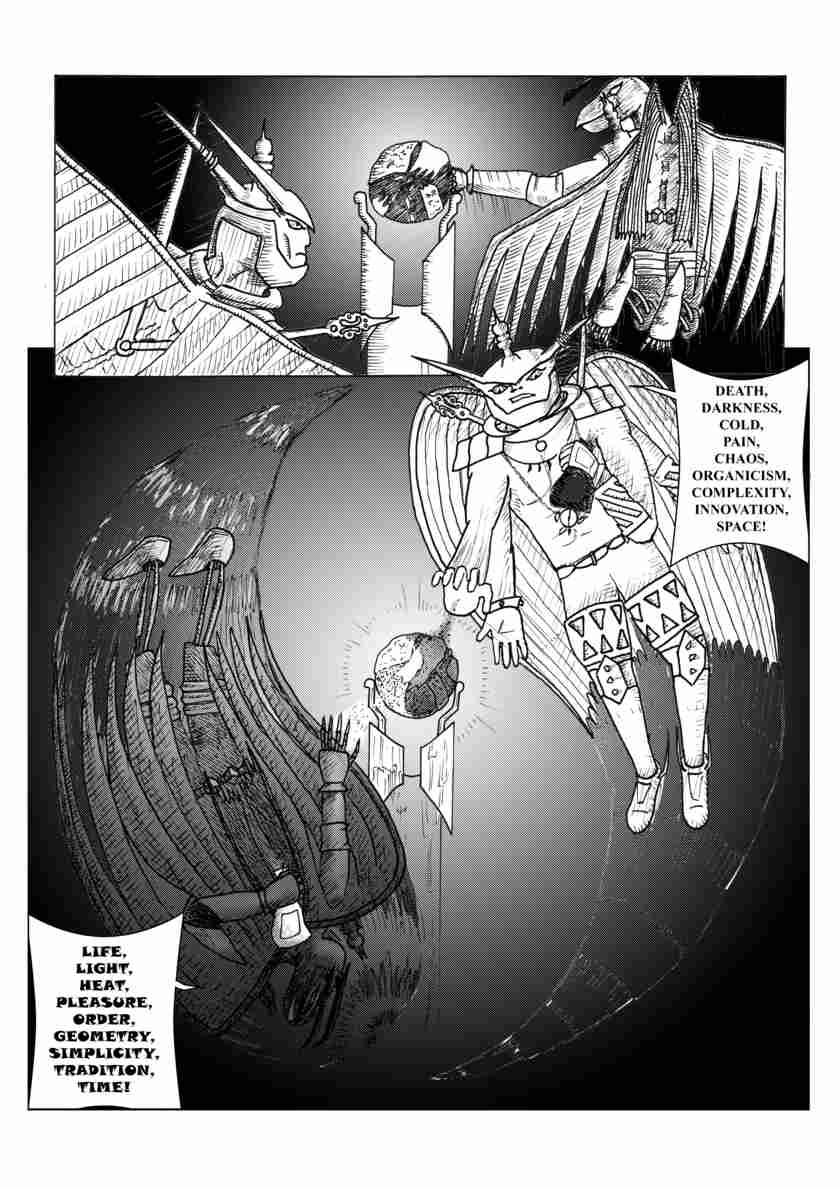 DEATH,
DARKNESS,
COLD,
PAIN,
CHAOS,
ORGANICISM,
COMPLEXITY,
INNOVATION,
SPACE!
LIFE,
LIGHT,
HEAT,
PLEASURE,
ORDER,
GEOMETRY,
SIMPLICITY,
TRADITION,
TIME!